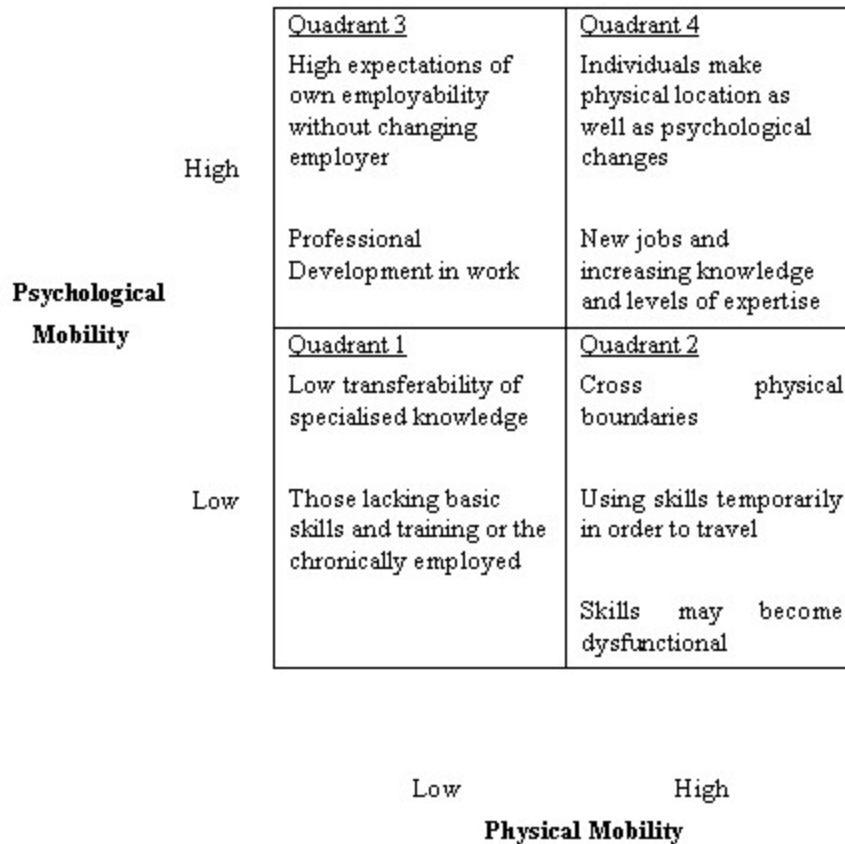 Quadrant 3
High expectations of
own employability
without changing
employer
Professional
Development in work
Quadrant 4
Individuals make
physical location as
well as psychological
changes
New jobs and
increasing knowledge
and levels of expertise
High
Psychological
Mobility
Quadrant 1
Low transferability of
specialised knowledge
Those lacking basic
skills and training or the
chronically employed
Quadrant 2
Cross physical
boundaries
Using skills temporarily
in order to travel
Skills may become
dysfunctional
Low
Low High
Physical Mobility